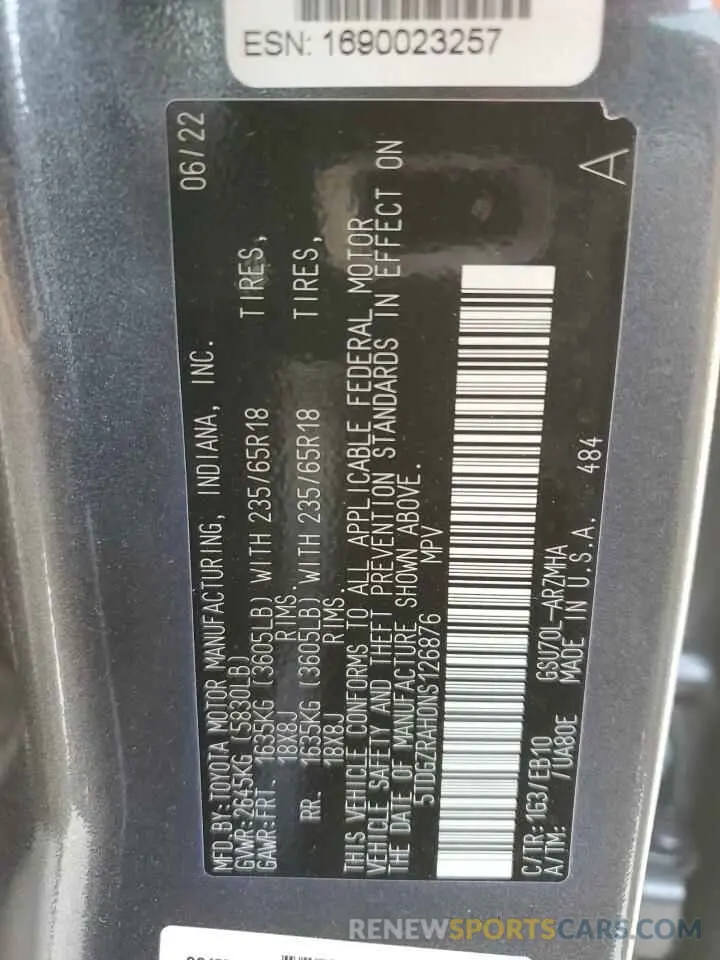 ESN: 1690023257
MFD.BY:TOYOTA MOTOR MANUFACTURING, INDIANA, INC. 06/22
GVWR:2645KG (5830LB)
GAWR:FRT. 1635KG (3605LB) WITH 235/65R18 TIRES,
18X8J RIMS.
RR. 1635KG (3605LB) WITH 235/65R18 TIRES,
18X8J RIMS.
THIS VEHICLE CONFORMS TO ALL APPLICABLE FEDERAL MOTOR
VEHICLE SAFETY AND THEFT PREVENTION STANDARDS IN EFFECT ON
THE DATE OF MANUFACTURE SHOWN ABOVE.
5TDGZRAH0NS126876 MPV
A
C/TR:1G3/EB10 GSU70L-ARZMHA 484
A/TM: /UA80E MADE IN U.S.A.
RENEWSPORTSCARS.COM